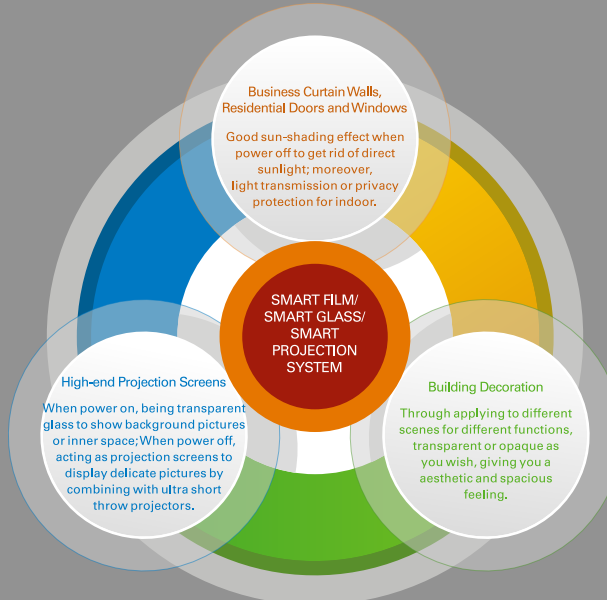 Business Curtain Walls,
Residential Doors and Windows
Good sun-shading effect when
power off to get rid of direct
sunlight; moreover,
light transmission or privacy
protection for indoor.
SMART FILM/
SMART GLASS/
SMART
PROJECTION
SYSTEM
High-end Projection Screens
When power on, being transparent
glass to show background pictures
or inner space; When power off,
acting as projection screens to
display delicate pictures by
combining with ultra short
throw projectors.
Building Decoration
Through applying to different
scenes for different functions,
transparent or opaque as
you wish, giving you a
aesthetic and spacious
feeling.